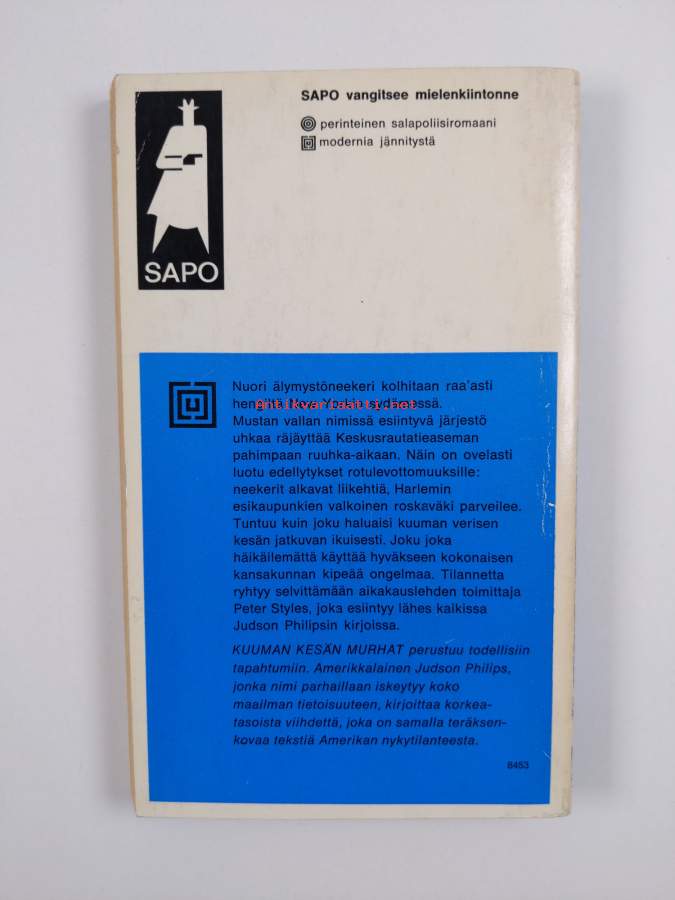 SAPO vangitsee mielenkiintonne
perinteinen salapoliisiromaani
modernia jännitystä
SAPO
Nuori älymystöneekeri kolhitaan raa'asti
Antikvariaatti.net
Mustan vallan nimissä esiintyvä järjestö
uhkaa räjäyttää Keskusrautatieaseman
pahimpaan ruuhka-aikaan. Näin on ovelasti
luotu edellytykset rotulevottomuuksille:
neekerit alkavat liikehtiä, Harlemin
esikaupunkien valkoinen roskaväki parveilee.
Tuntuu kuin joku haluaisi kuuman verisen
kesän jatkuvan ikuisesti. Joku joka
häikäilemättä käyttää hyväkseen kokonaisen
kansakunnan kipeää ongelmaa. Tilannetta
ryhtyy selvittämään aikakauslehden toimittaja
Peter Styles, joka esiintyy lähes kaikissa
Judson Philipsin kirjoissa.
KUUMAN KESÄN MURHAT perustuu todellisiin
tapahtumiin. Amerikkalainen Judson Philips,
jonka nimi parhaillaan iskeytyy koko
maailman tietoisuuteen, kirjoittaa korkea-
tasoista viihdettä, joka on samalla teräksen-
kovaa tekstiä Amerikan nykytilanteesta.
8453